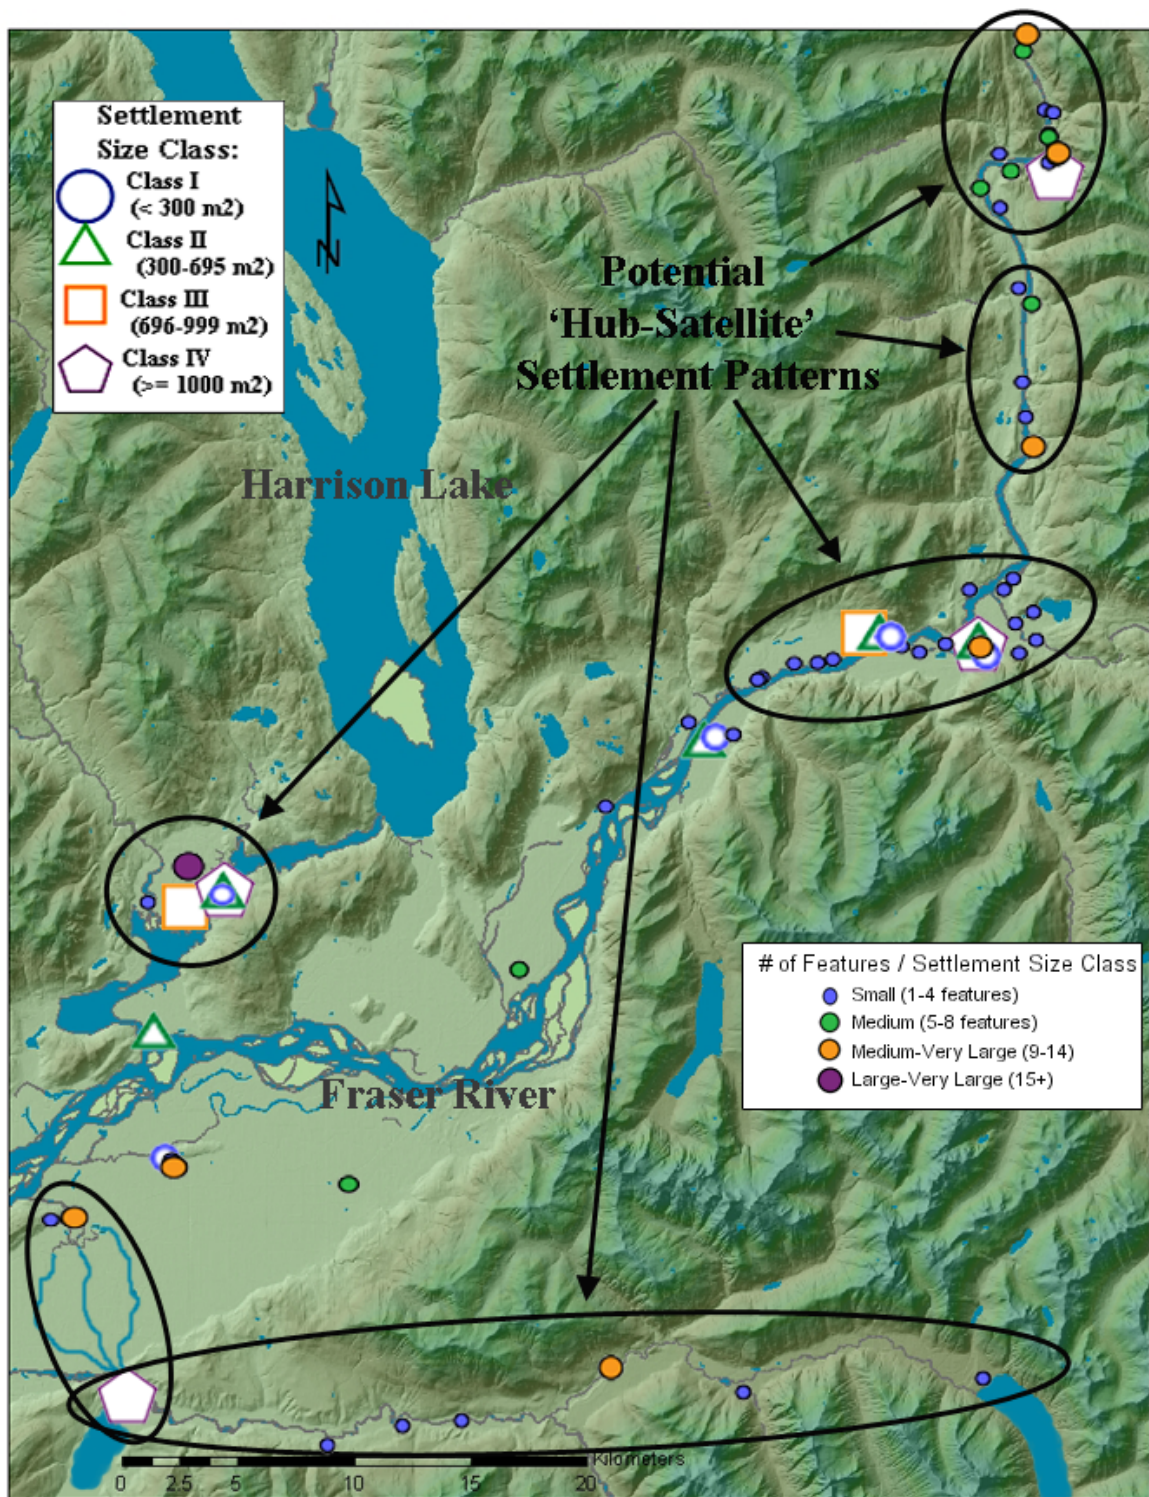 Settlement
Size Class:
Class I
(< 300 m2)
Class II
(300-695 m2)
Class III
(696-999 m2)
Class IV
(>= 1000 m2)
N
Potential
‘Hub-Satellite’
Settlement Patterns
Harrison Lake
# of Features / Settlement Size Class
Small (1-4 features)
Medium (5-8 features)
Medium-Very Large (9-14)
Large-Very Large (15+)
Fraser River
Kilometers
0 2.5 5 10 15 20